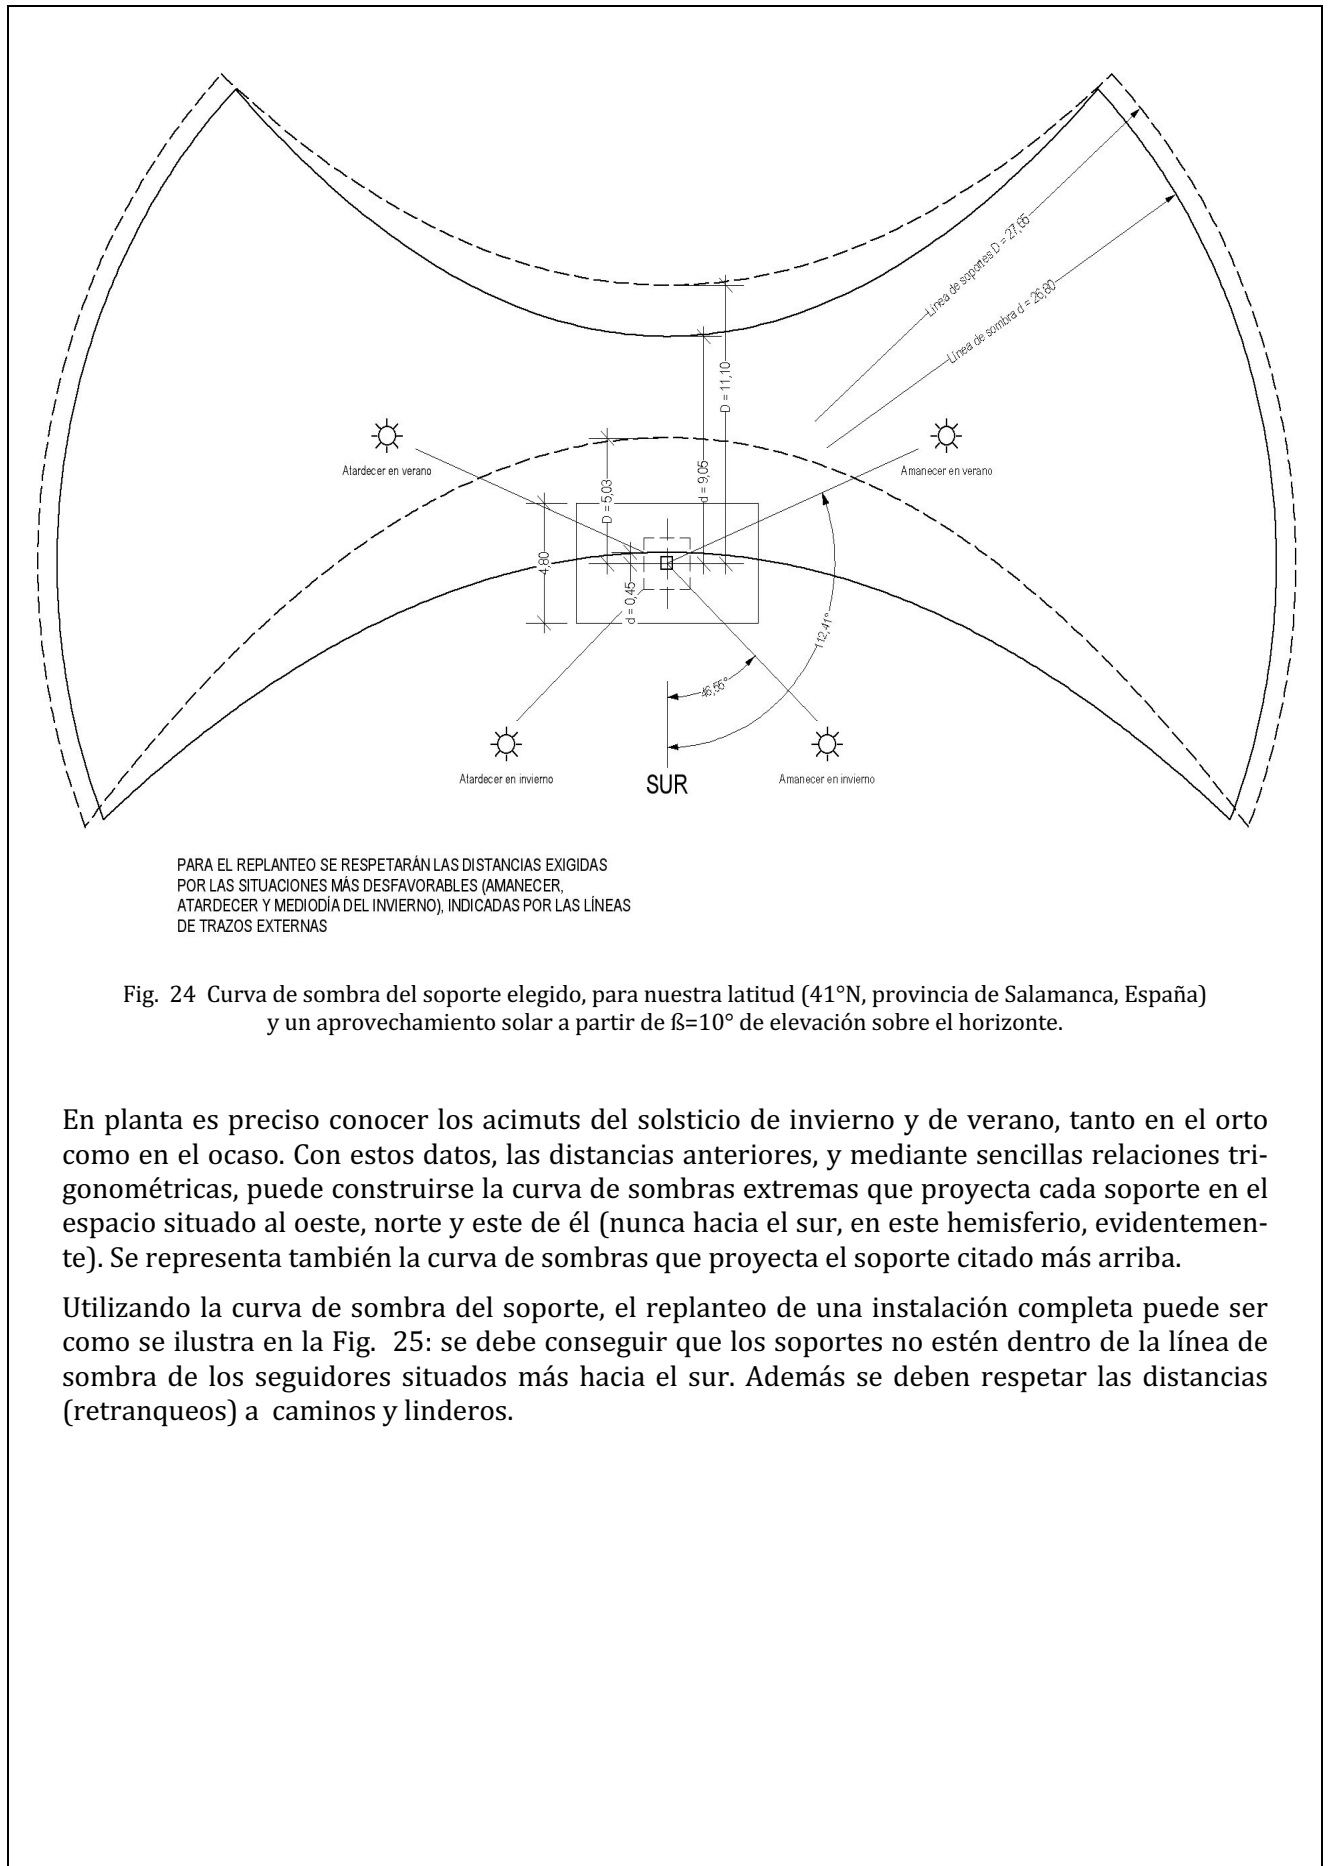 Línea de soportes D = 27,65
Línea de sombra d = 26,80
D = 11,10
d = 9,05
D = 5,03
4,80
d = 0,45
Atardecer en verano
Amanecer en verano
112,41°
46,55°
Atardecer en invierno
Amanecer en invierno
SUR
PARA EL REPLANTEO SE RESPETARÁN LAS DISTANCIAS EXIGIDAS
POR LAS SITUACIONES MÁS DESFAVORABLES (AMANECER,
ATARDECER Y MEDIODÍA DEL INVIERNO), INDICADAS POR LAS LÍNEAS
DE TRAZOS EXTERNAS
Fig. 24 Curva de sombra del soporte elegido, para nuestra latitud (41°N, provincia de Salamanca, España)
y un aprovechamiento solar a partir de ß=10° de elevación sobre el horizonte.
En planta es preciso conocer los acimuts del solsticio de invierno y de verano, tanto en el orto
como en el ocaso. Con estos datos, las distancias anteriores, y mediante sencillas relaciones tri-
gonométricas, puede construirse la curva de sombras extremas que proyecta cada soporte en el
espacio situado al oeste, norte y este de él (nunca hacia el sur, en este hemisferio, evidentemen-
te). Se representa también la curva de sombras que proyecta el soporte citado más arriba.
Utilizando la curva de sombra del soporte, el replanteo de una instalación completa puede ser
como se ilustra en la Fig. 25: se debe conseguir que los soportes no estén dentro de la línea de
sombra de los seguidores situados más hacia el sur. Además se deben respetar las distancias
(retranqueos) a caminos y linderos.